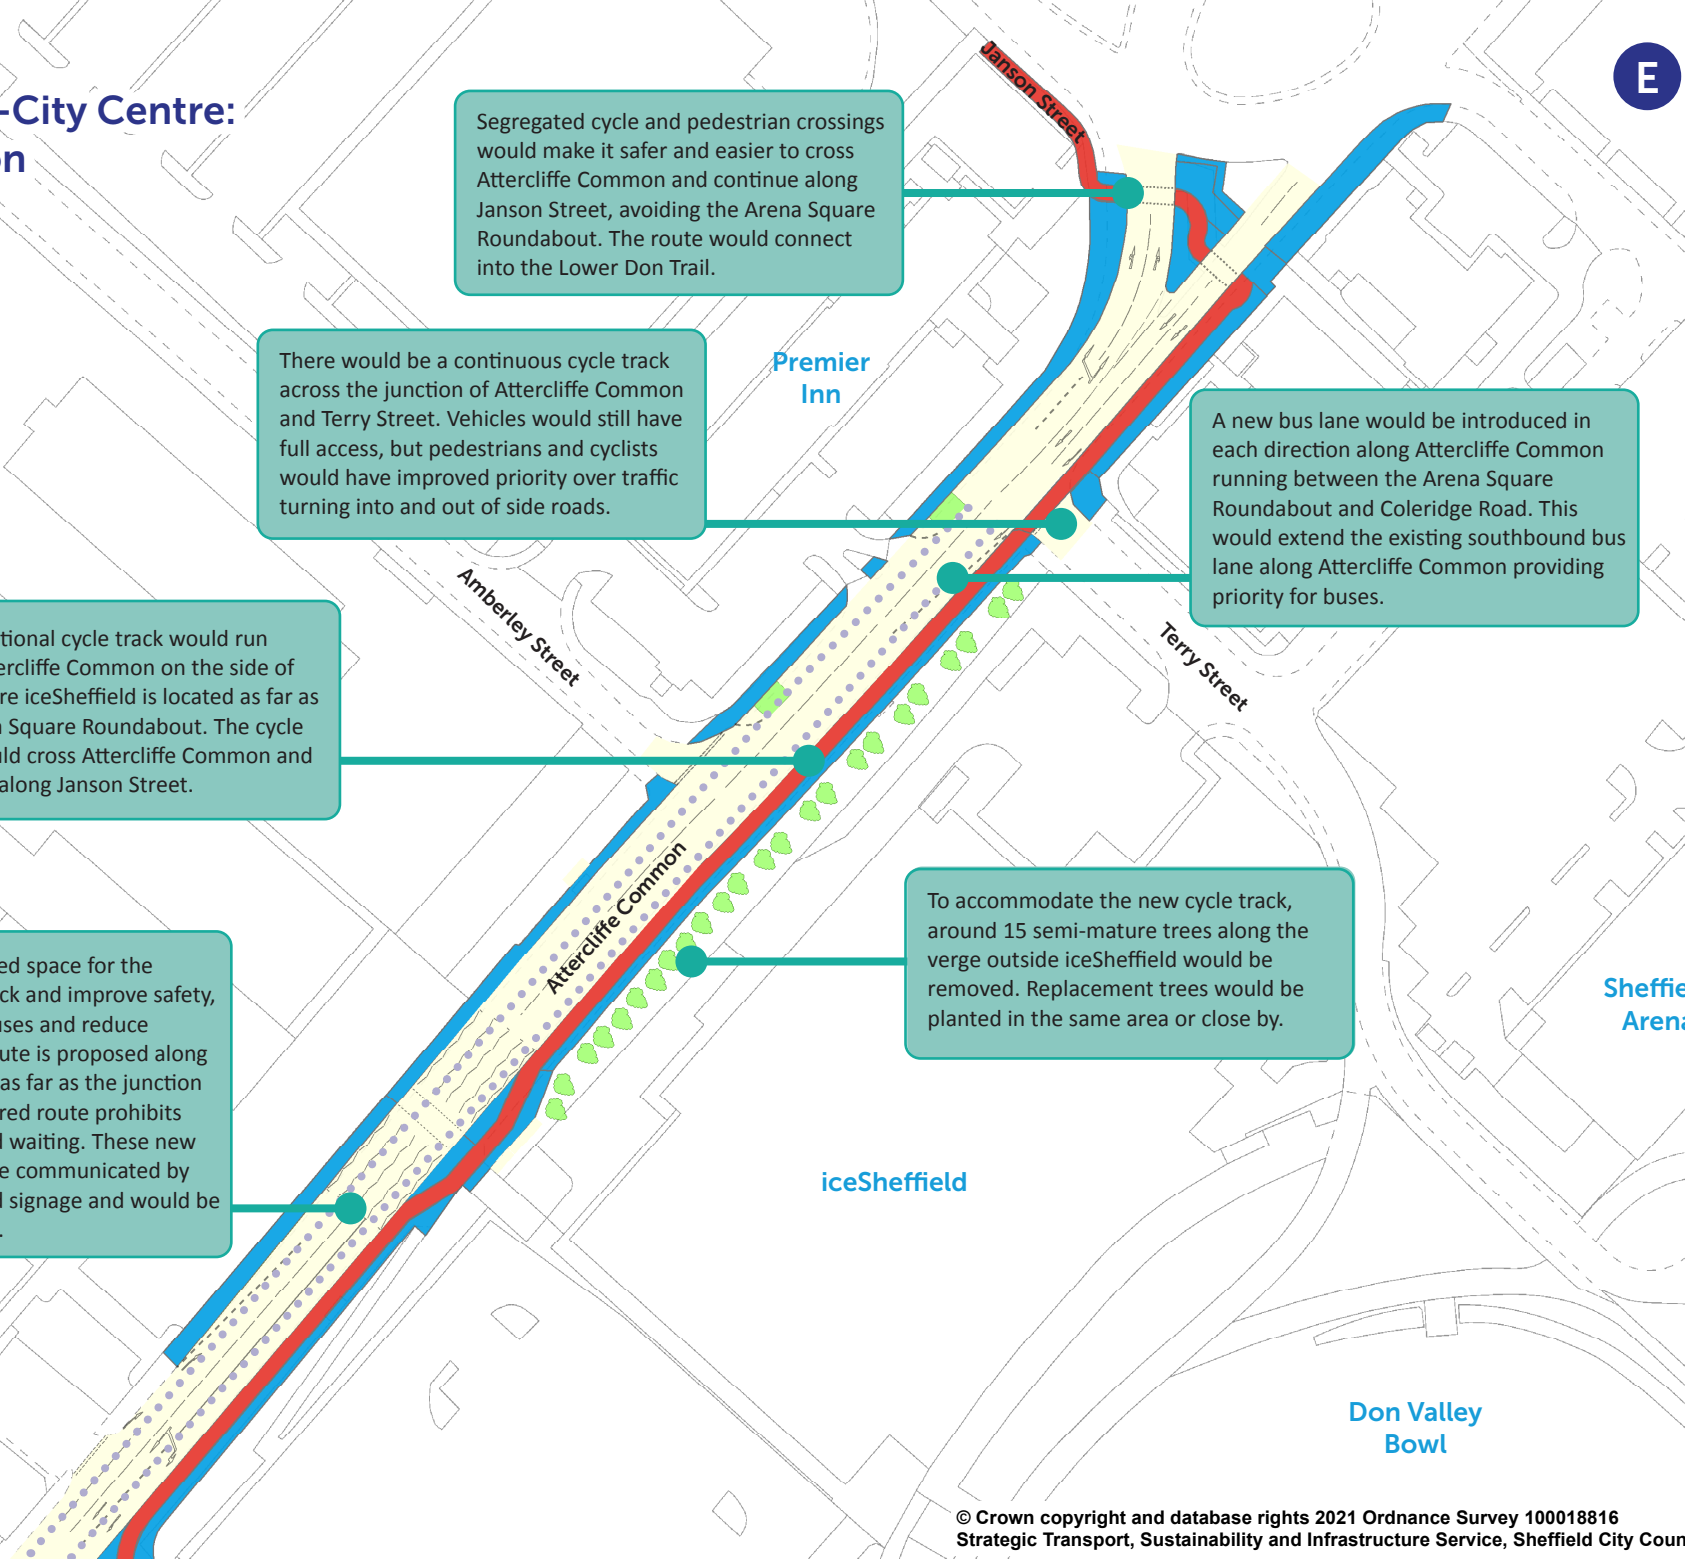 -City Centre:
on
E
Janson Street
Segregated cycle and pedestrian crossings
would make it safer and easier to cross
Attercliffe Common and continue along
Janson Street, avoiding the Arena Square
Roundabout. The route would connect
into the Lower Don Trail.
There would be a continuous cycle track
across the junction of Attercliffe Common
and Terry Street. Vehicles would still have
full access, but pedestrians and cyclists
would have improved priority over traffic
turning into and out of side roads.
Premier
Inn
A new bus lane would be introduced in
each direction along Attercliffe Common
running between the Arena Square
Roundabout and Coleridge Road. This
would extend the existing southbound bus
lane along Attercliffe Common providing
priority for buses.
Amberley Street
Terry Street
tional cycle track would run
ercliffe Common on the side of
re iceSheffield is located as far as
a Square Roundabout. The cycle
uld cross Attercliffe Common and
along Janson Street.
Attercliffe Common
To accommodate the new cycle track,
around 15 semi-mature trees along the
verge outside iceSheffield would be
removed. Replacement trees would be
planted in the same area or close by.
ed space for the
ck and improve safety,
uses and reduce
ute is proposed along
as far as the junction
red route prohibits
d waiting. These new
e communicated by
d signage and would be
.
Sheffie
Arena
iceSheffield
Don Valley
Bowl
© Crown copyright and database rights 2021 Ordnance Survey 100018816
Strategic Transport, Sustainability and Infrastructure Service, Sheffield City Coun